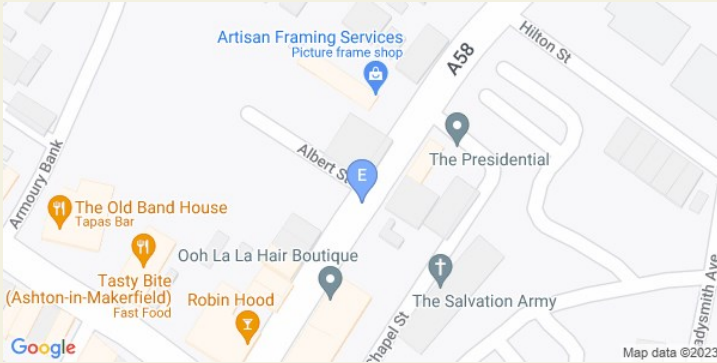 Artisan Framing Services
Picture frame shop
A58
Hilton St
Armoury Bank
Albert St
E
The Presidential
The Old Band House
Tapas Bar
Ooh La La Hair Boutique
Tasty Bite
(Ashton-in-Makerfield)
Fast Food
Robin Hood
The Salvation Army
Chapel St
adysmith Ave
Google
Map data ©2023